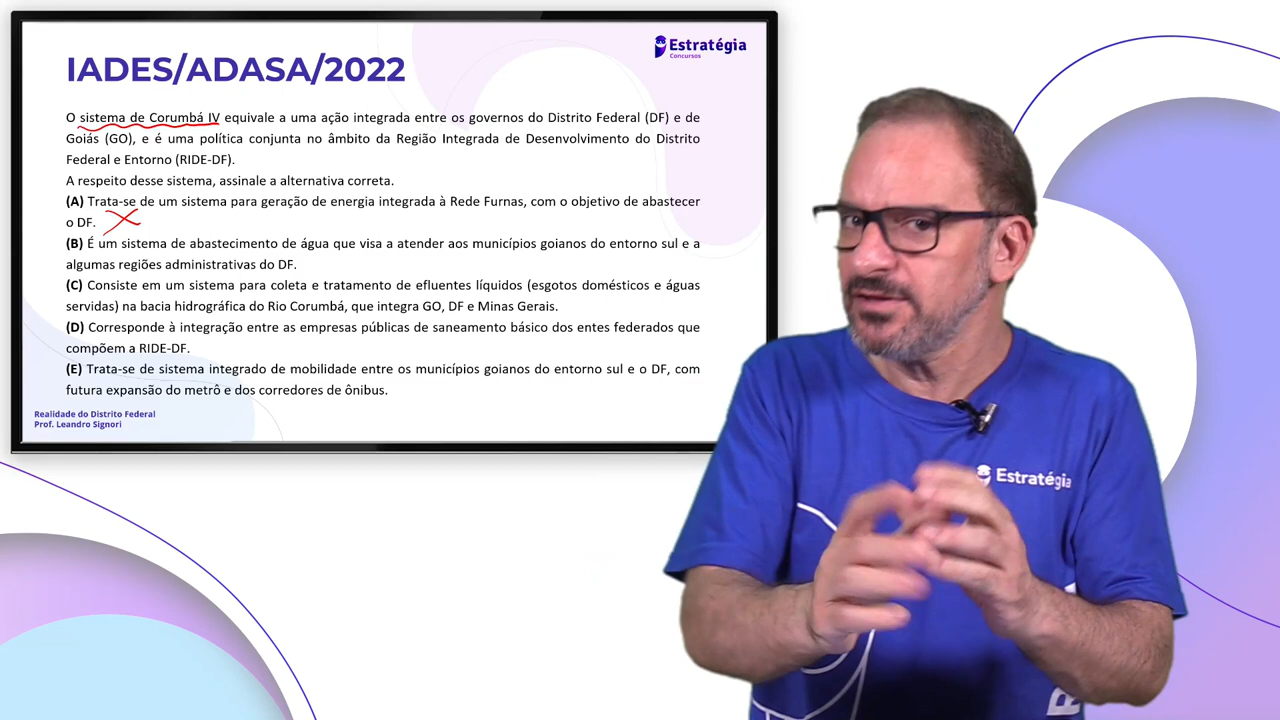 Estratégia
Concursos
IADES/ADASA/2022
O sistema de Corumbá IV equivale a uma ação integrada entre os governos do Distrito Federal (DF) e de
Goiás (GO), e é uma política conjunta no âmbito da Região Integrada de Desenvolvimento do Distrito
Federal e Entorno (RIDE-DF).
A respeito desse sistema, assinale a alternativa correta.
(A) Trata-se de um sistema para geração de energia integrada à Rede Furnas, com o objetivo de abastecer
o DF.
(B) É um sistema de abastecimento de água que visa a atender aos municípios goianos do entorno sul e a
algumas regiões administrativas do DF.
(C) Consiste em um sistema para coleta e tratamento de efluentes líquidos (esgotos domésticos e águas
servidas) na bacia hidrográfica do Rio Corumbá, que integra GO, DF e Minas Gerais.
(D) Corresponde à integração entre as empresas públicas de saneamento básico dos entes federados que
compõem a RIDE-DF.
(E) Trata-se de sistema integrado de mobilidade entre os municípios goianos do entorno sul e o DF, com
futura expansão do metrô e dos corredores de ônibus.
Realidade do Distrito Federal
Prof. Leandro Signori
Estratégia